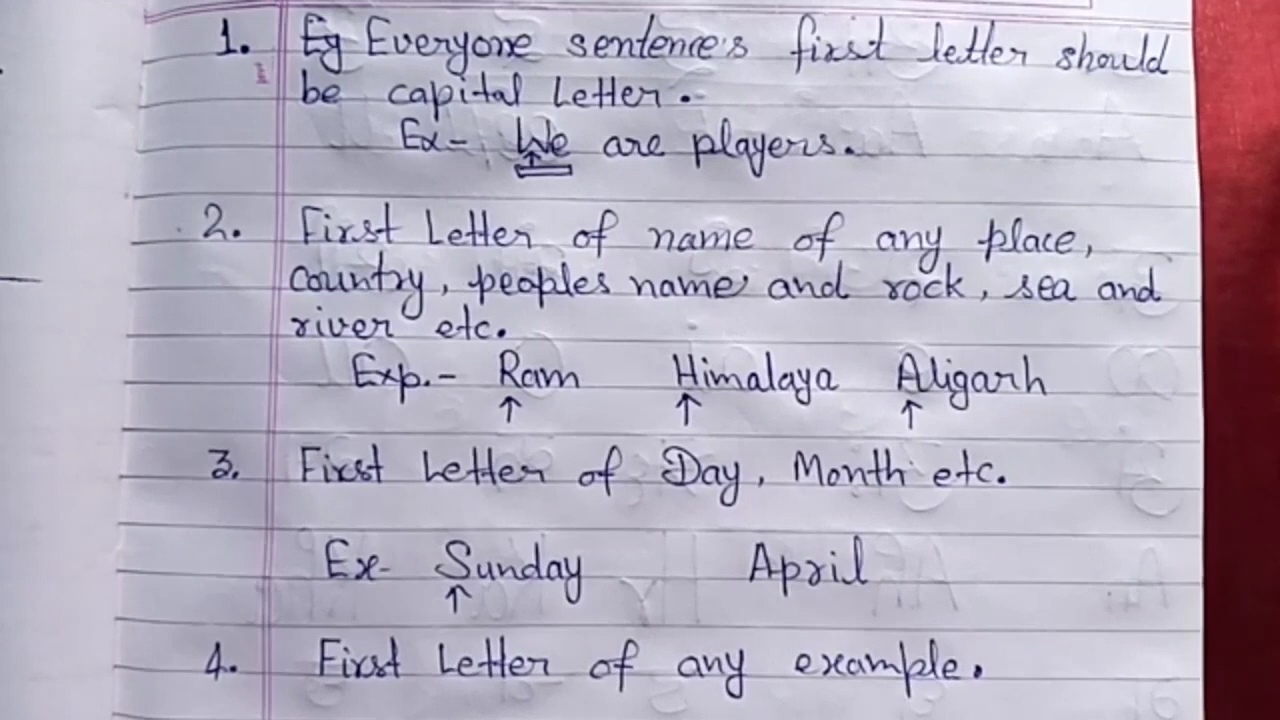 1. Eg Everyone sentence's first letter should
be capital Letter.
Ex- We are players.
2. First Letter of name of any place,
country, peoples name and rock, sea and
river etc.
Exp.- Ram Himalaya Aligarh
3. First Letter of Day, Month etc.
Ex- Sunday April
4. First Letter of any example.